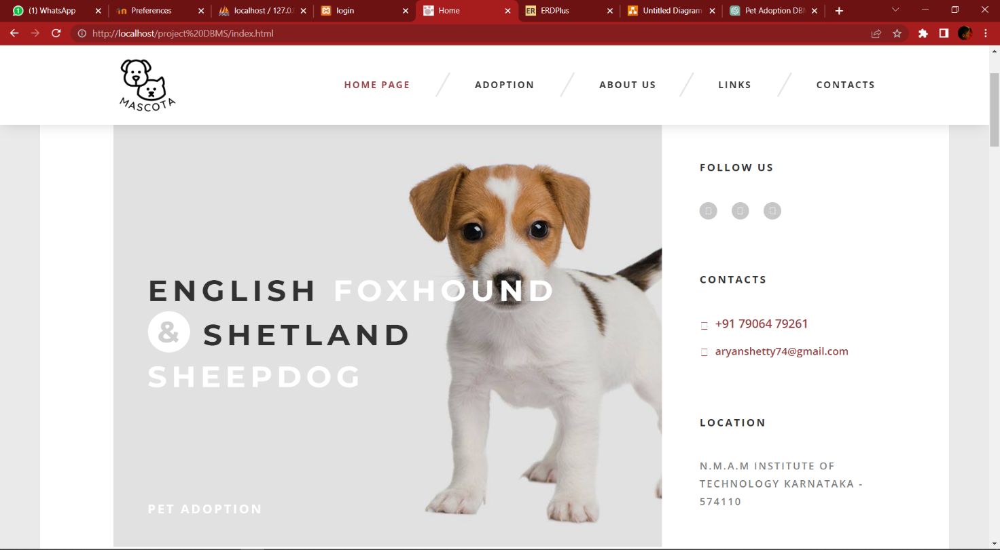 (1) WhatsApp
Preferences
localhost / 127.0.
login
Home
ER ERDPlus
Untitled Diagram
Pet Adoption DBM
http://localhost/project%20DBMS/index.html
MASCOTA
HOME PAGE
ADOPTION
ABOUT US
LINKS
CONTACTS
ENGLISH FOXHOUND
& SHETLAND
SHEEPDOG
PET ADOPTION
FOLLOW US
CONTACTS
+91 79064 79261
aryanshetty74@gmail.com
LOCATION
N.M.A.M INSTITUTE OF
TECHNOLOGY KARNATAKA -
574110